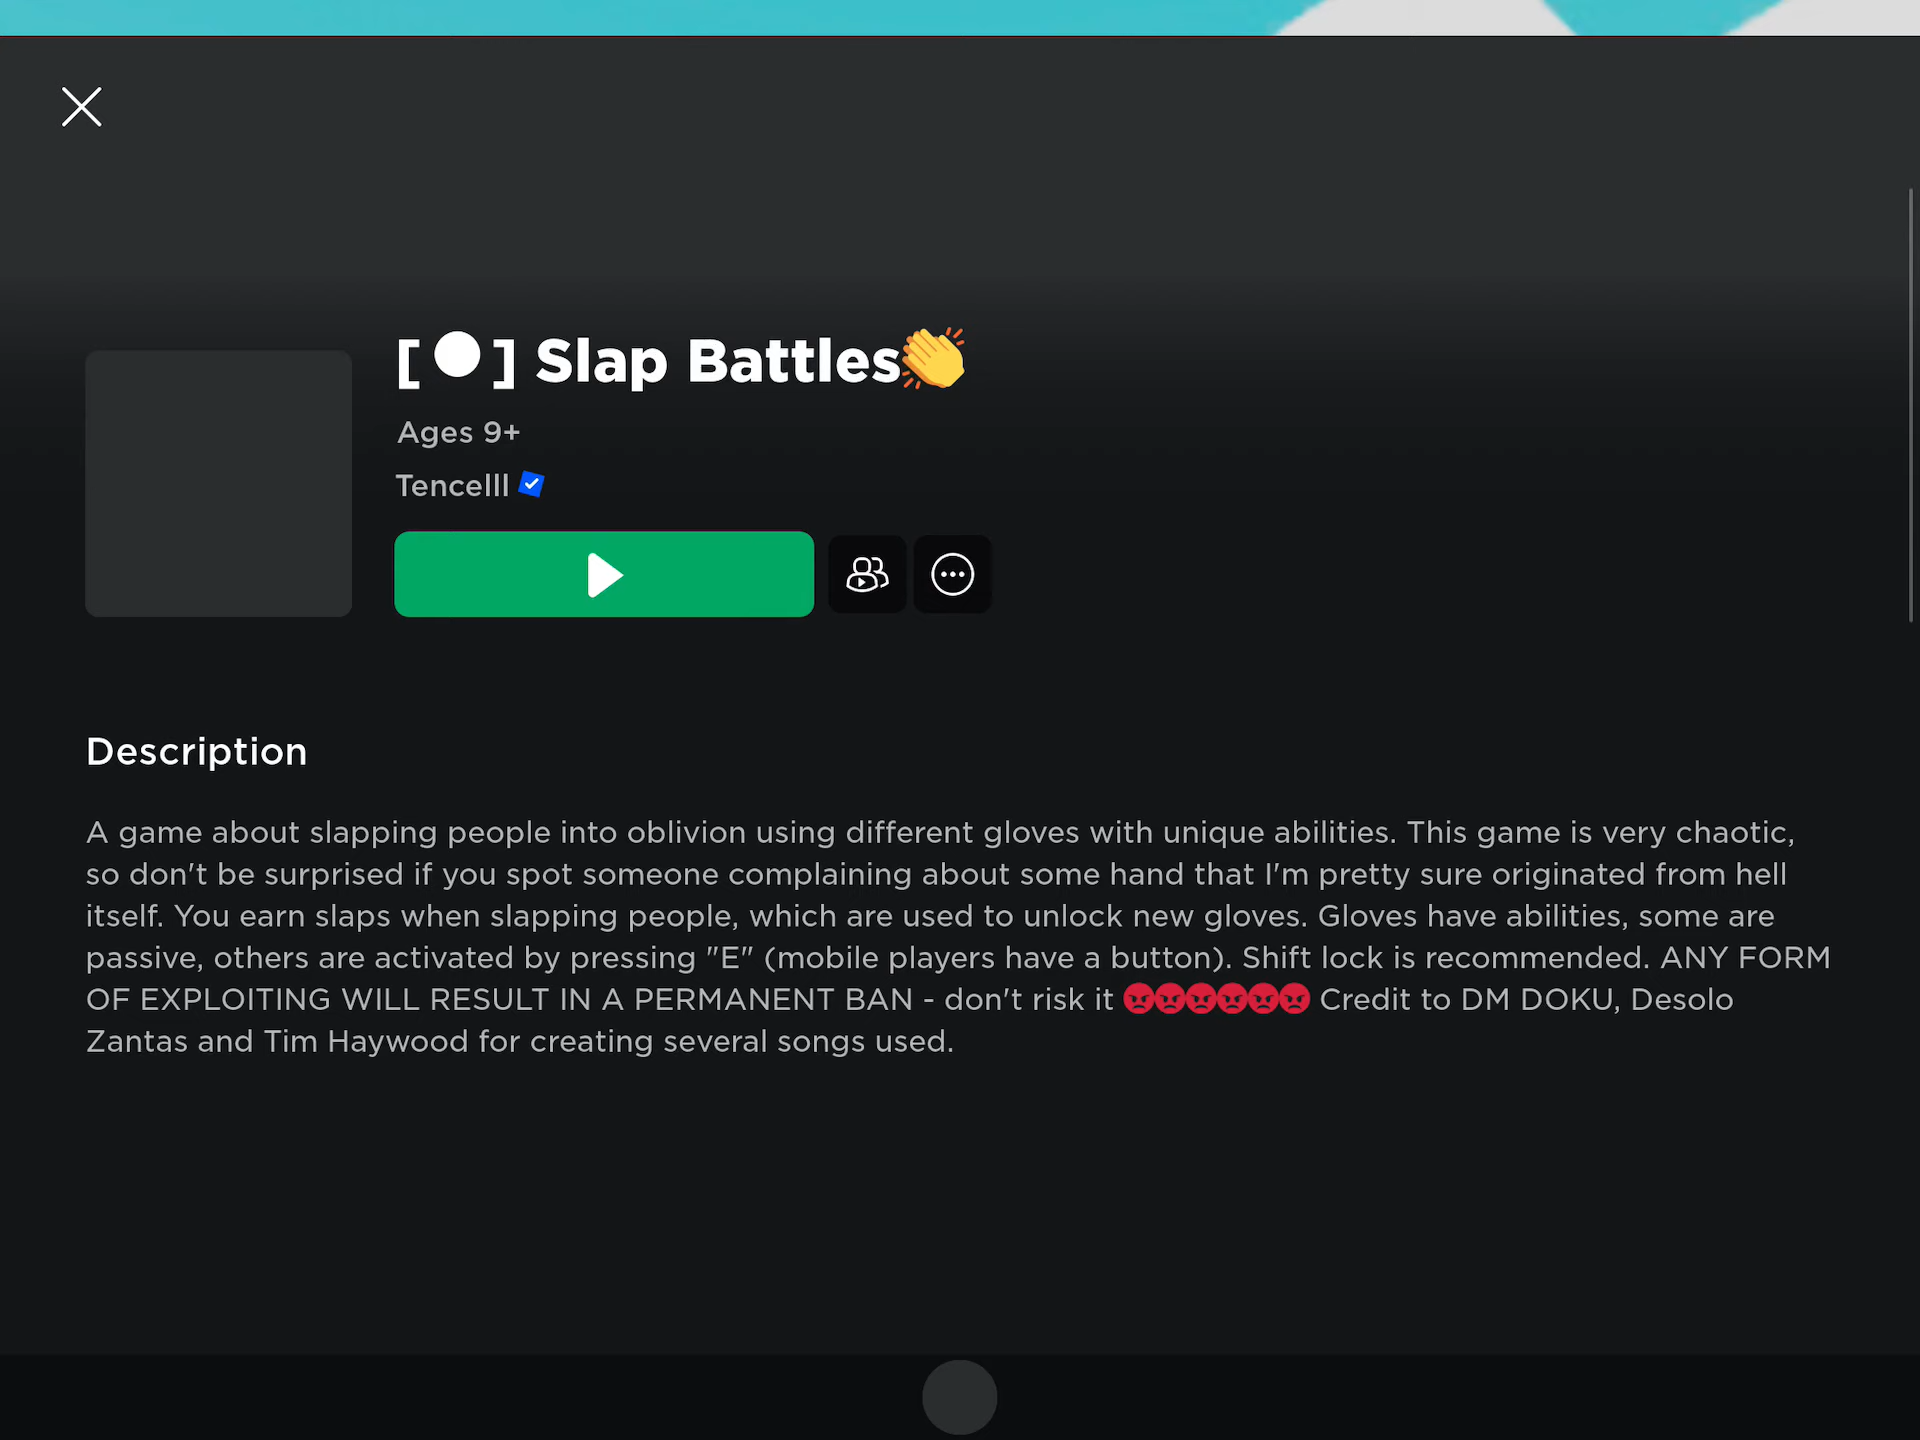 [⚪] Slap Battles👏
Ages 9+
Tencelll
Description
A game about slapping people into oblivion using different gloves with unique abilities. This game is very chaotic,
so don't be surprised if you spot someone complaining about some hand that I'm pretty sure originated from hell
itself. You earn slaps when slapping people, which are used to unlock new gloves. Gloves have abilities, some are
passive, others are activated by pressing "E" (mobile players have a button). Shift lock is recommended. ANY FORM
OF EXPLOITING WILL RESULT IN A PERMANENT BAN - don't risk it 😡😡😡😡😡😡 Credit to DM DOKU, Desolo
Zantas and Tim Haywood for creating several songs used.